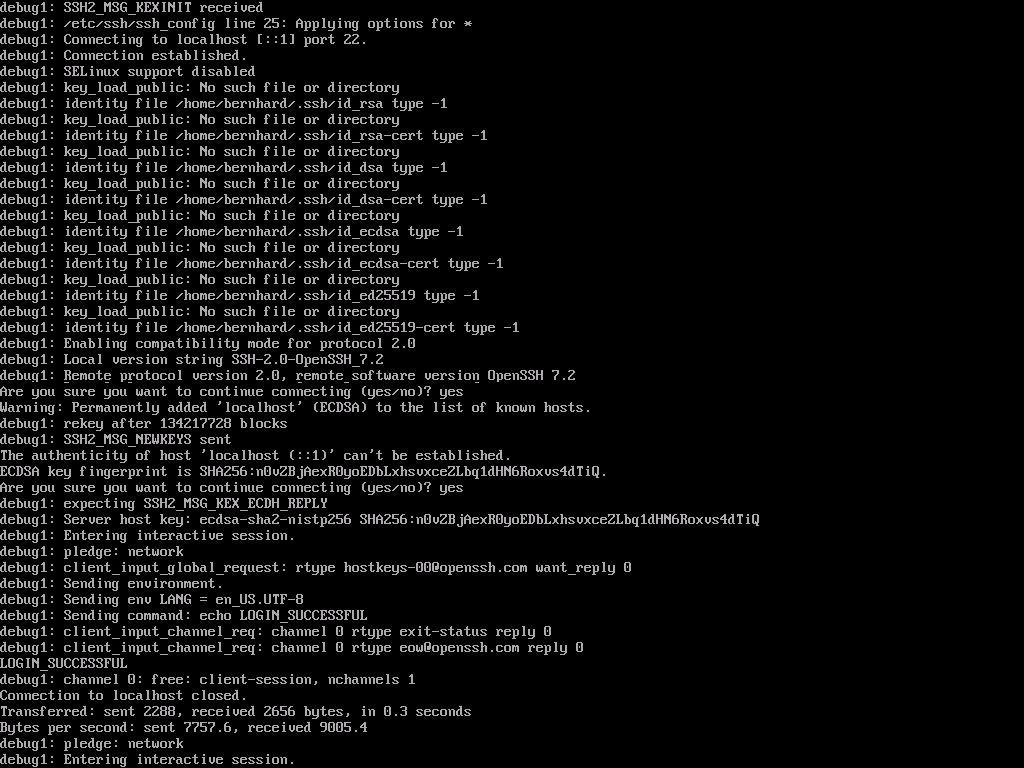 debug1: SSH2_MSG_KEXINIT received
debug1: /etc/ssh/ssh_config line 25: Applying options for *
debug1: Connecting to localhost [::1] port 22.
debug1: Connection established.
debug1: SELinux support disabled
debug1: key_load_public: No such file or directory
debug1: identity file /home/bernhard/.ssh/id_rsa type -1
debug1: key_load_public: No such file or directory
debug1: identity file /home/bernhard/.ssh/id_rsa-cert type -1
debug1: key_load_public: No such file or directory
debug1: identity file /home/bernhard/.ssh/id_dsa type -1
debug1: key_load_public: No such file or directory
debug1: identity file /home/bernhard/.ssh/id_dsa-cert type -1
debug1: key_load_public: No such file or directory
debug1: identity file /home/bernhard/.ssh/id_ecdsa type -1
debug1: key_load_public: No such file or directory
debug1: identity file /home/bernhard/.ssh/id_ecdsa-cert type -1
debug1: key_load_public: No such file or directory
debug1: identity file /home/bernhard/.ssh/id_ed25519 type -1
debug1: key_load_public: No such file or directory
debug1: identity file /home/bernhard/.ssh/id_ed25519-cert type -1
debug1: Enabling compatibility mode for protocol 2.0
debug1: Local version string SSH-2.0-OpenSSH_7.2
debug1: Remote protocol version 2.0, remote software version OpenSSH 7.2
Are you sure you want to continue connecting (yes/no)? yes
Warning: Permanently added 'localhost' (ECDSA) to the list of known hosts.
debug1: rekey after 134217728 blocks
debug1: SSH2_MSG_NEWKEYS sent
The authenticity of host 'localhost (::1)' can't be established.
ECDSA key fingerprint is SHA256:n0vZBjAexR0yoEDbLxhsvxceZLbq1dHN6Roxvs4dTiQ.
Are you sure you want to continue connecting (yes/no)? yes
debug1: expecting SSH2_MSG_KEX_ECDH_REPLY
debug1: Server host key: ecdsa-sha2-nistp256 SHA256:n0vZBjAexR0yoEDbLxhsvxceZLbq1dHN6Roxvs4dTiQ
debug1: Entering interactive session.
debug1: pledge: network
debug1: client_input_global_request: rtype hostkeys-00@openssh.com want_reply 0
debug1: Sending environment.
debug1: Sending env LANG = en_US.UTF-8
debug1: Sending command: echo LOGIN_SUCCESSFUL
debug1: client_input_channel_req: channel 0 rtype exit-status reply 0
debug1: client_input_channel_req: channel 0 rtype eow@openssh.com reply 0
LOGIN_SUCCESSFUL
debug1: channel 0: free: client-session, nchannels 1
Connection to localhost closed.
Transferred: sent 2288, received 2656 bytes, in 0.3 seconds
Bytes per second: sent 7757.6, received 9005.4
debug1: pledge: network
debug1: Entering interactive session.